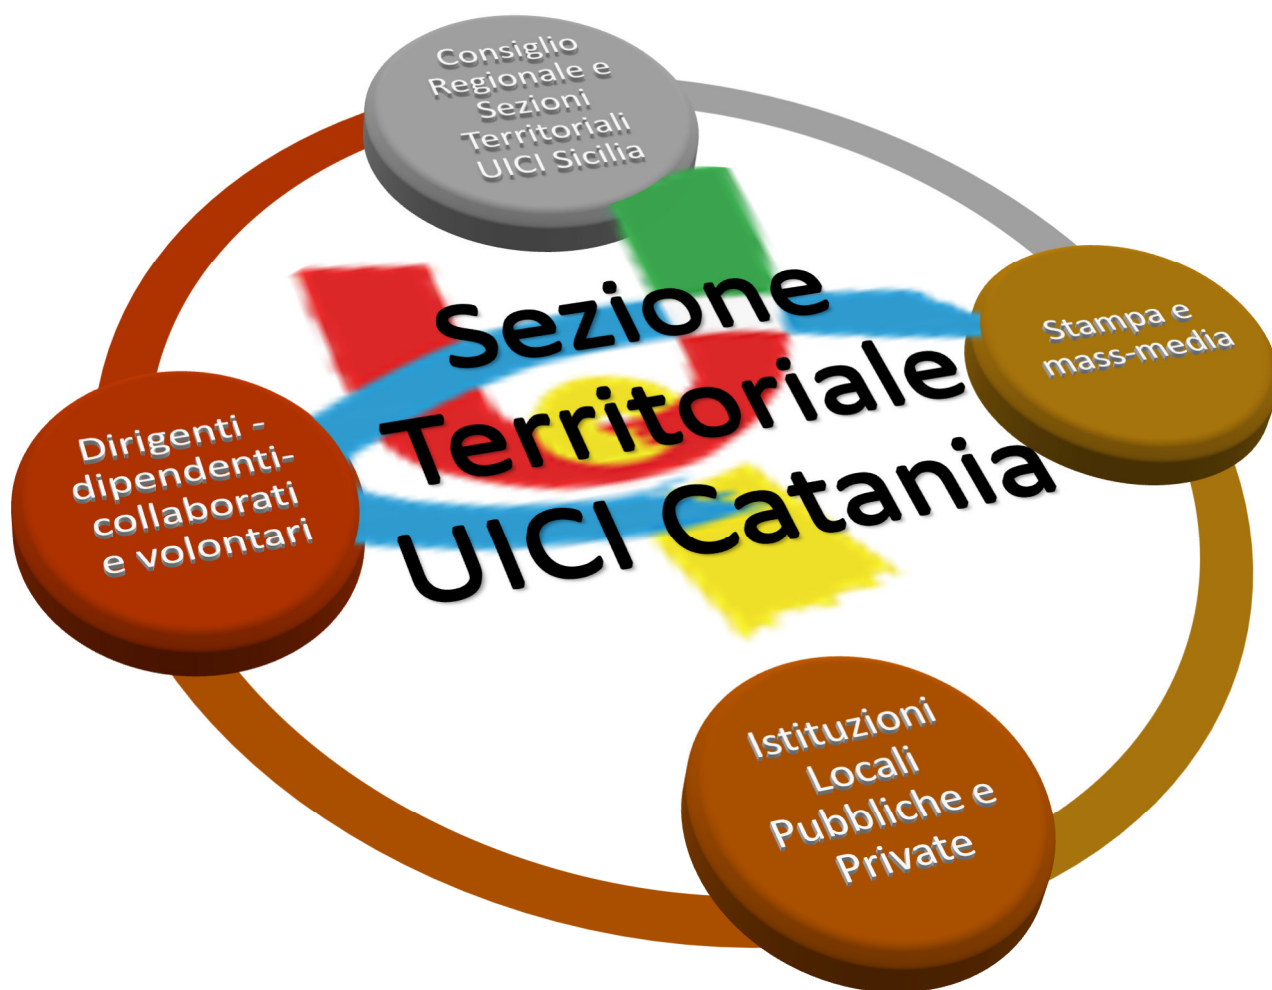 Consiglio
Regionale e
Sezioni
Territoriali
UICI Sicilia
Stampa e
mass-media
Sezione
Territoriale
UICI Catania
Dirigenti -
dipendenti-
collaborati
e volontari
Istituzioni
Locali
Pubbliche e
Private